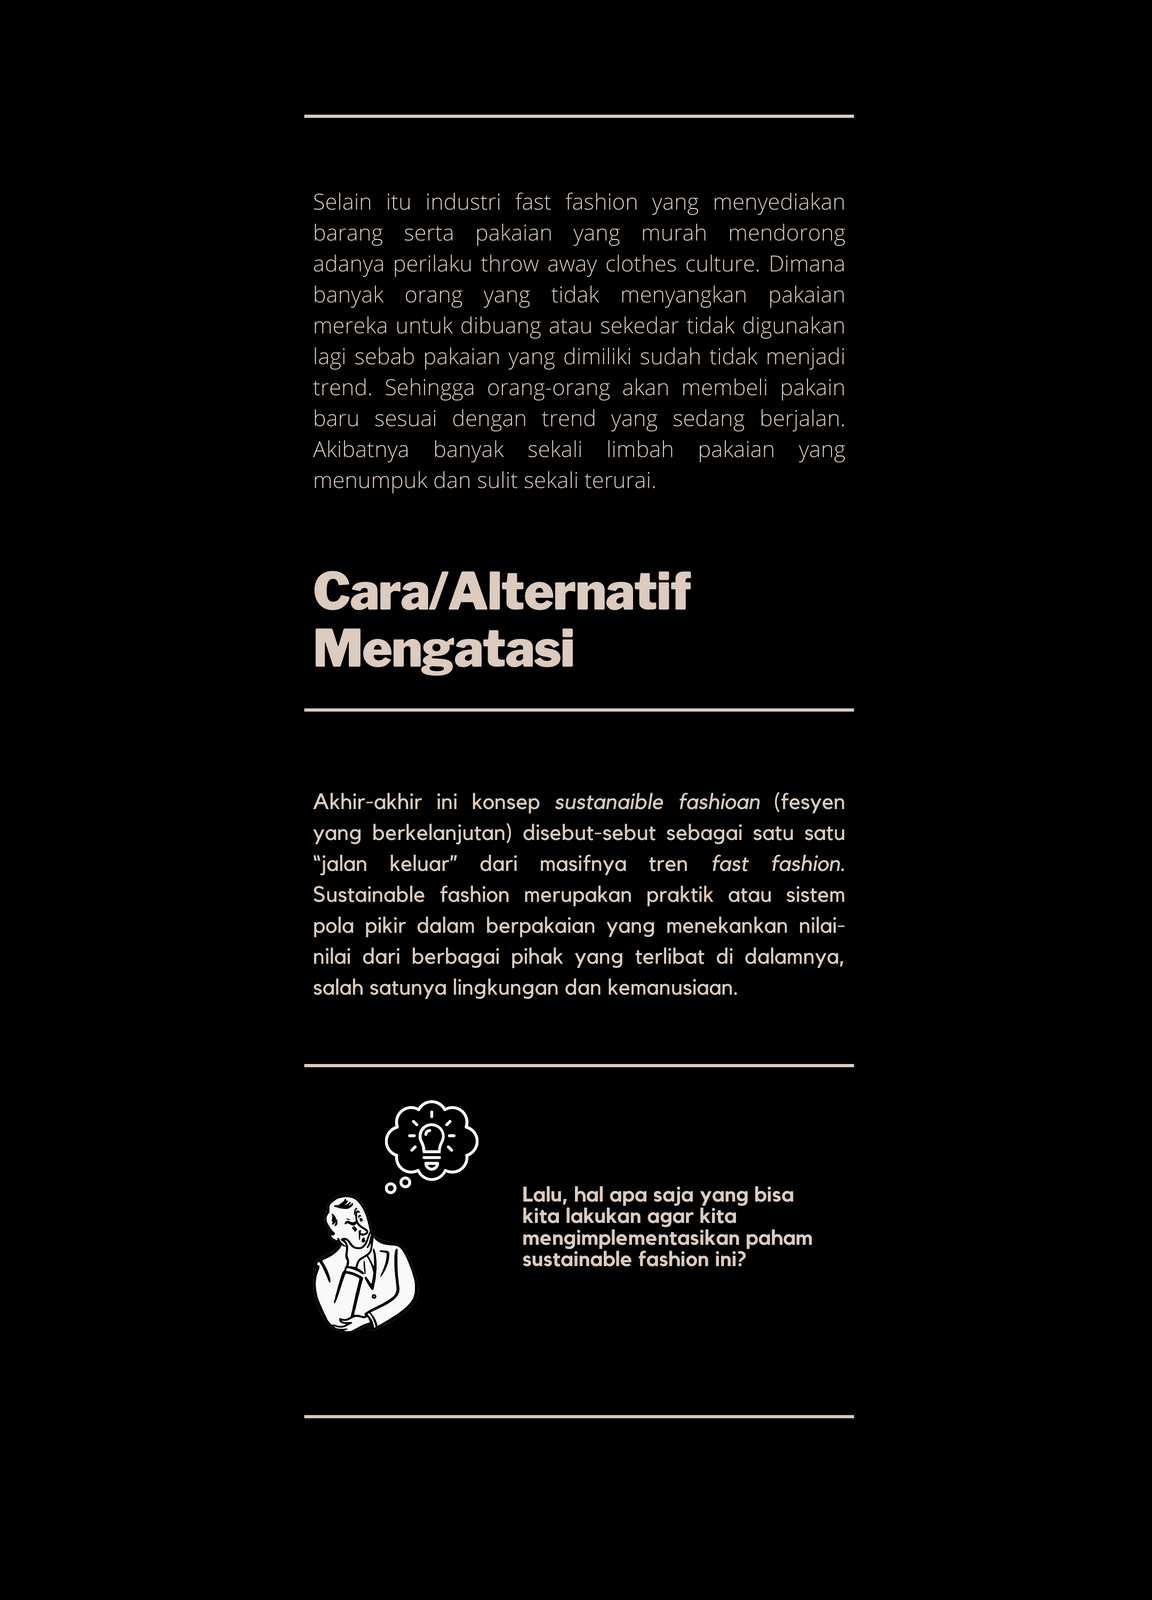 Selain itu industri fast fashion yang menyediakan
barang serta pakaian yang murah mendorong
adanya perilaku throw away clothes culture. Dimana
banyak orang yang tidak menyangkan pakaian
mereka untuk dibuang atau sekedar tidak digunakan
lagi sebab pakaian yang dimiliki sudah tidak menjadi
trend. Sehingga orang-orang akan membeli pakain
baru sesuai dengan trend yang sedang berjalan.
Akibatnya banyak sekali limbah pakaian yang
menumpuk dan sulit sekali terurai.
Cara/Alternatif
Mengatasi
Akhir-akhir ini konsep sustanaible fashioan (fesyen
yang berkelanjutan) disebut-sebut sebagai satu satu
“jalan keluar” dari masifnya tren fast fashion.
Sustainable fashion merupakan praktik atau sistem
pola pikir dalam berpakaian yang menekankan nilai-
nilai dari berbagai pihak yang terlibat di dalamnya,
salah satunya lingkungan dan kemanusiaan.
Lalu, hal apa saja yang bisa
kita lakukan agar kita
mengimplementasikan paham
sustainable fashion ini?